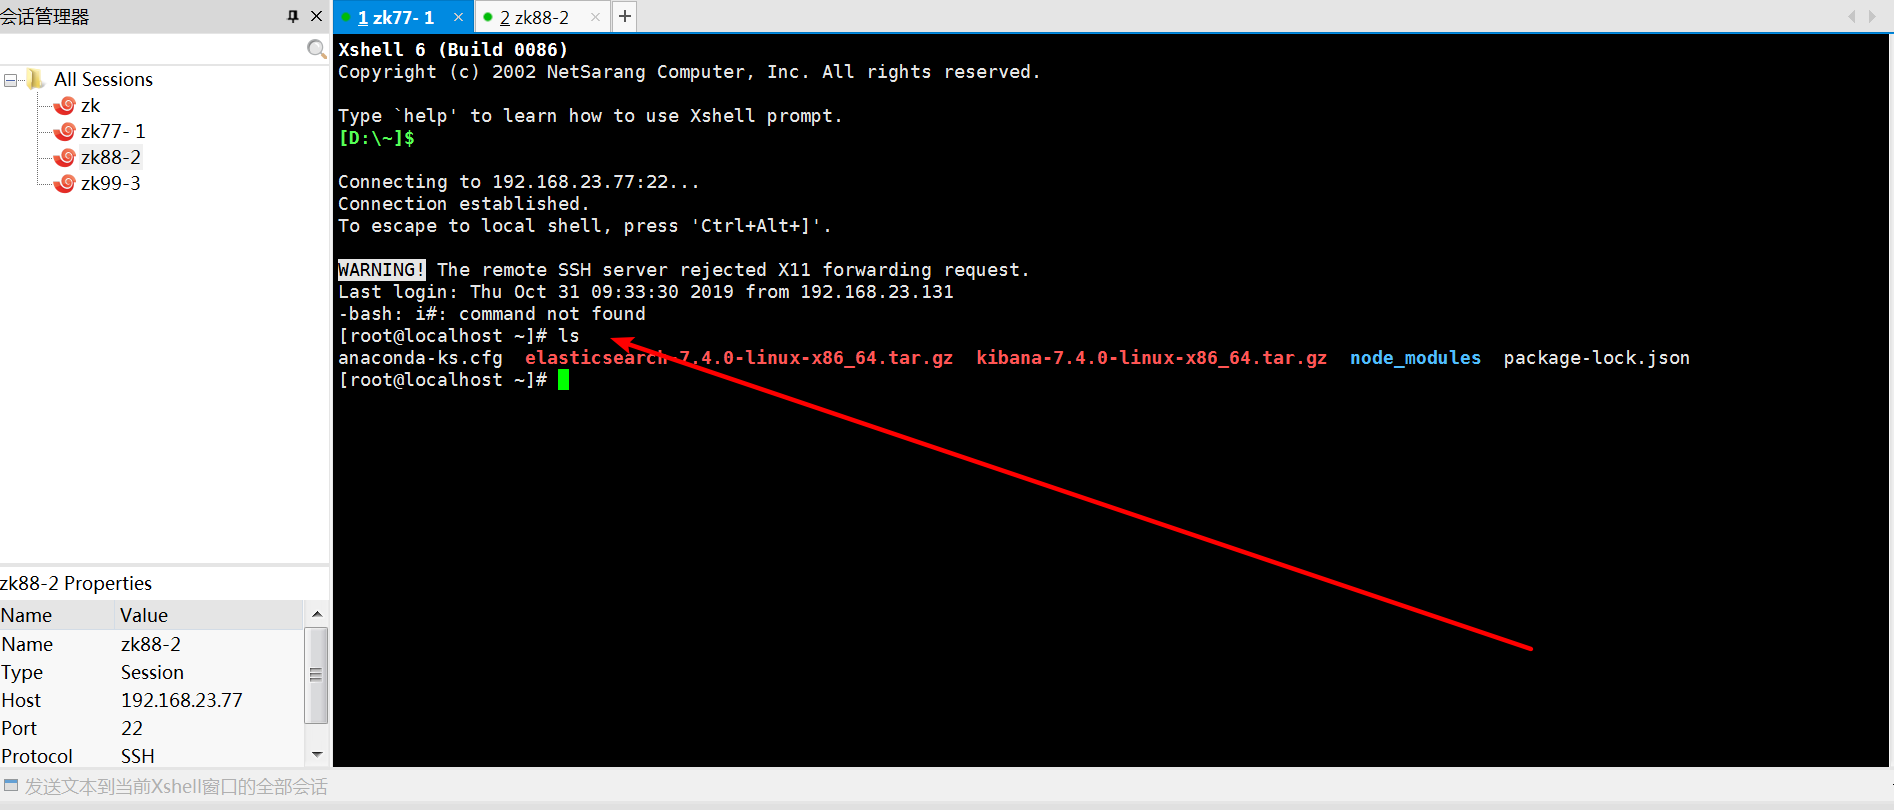 会话管理器
All Sessions
zk
zk77- 1
zk88-2
zk99-3
zk88-2 Properties
Name Value
Name zk88-2
Type Session
Host 192.168.23.77
Port 22
Protocol SSH
1 zk77- 1 × 2 zk88-2 × +
Xshell 6 (Build 0086)
Copyright (c) 2002 NetSarang Computer, Inc. All rights reserved.
Type `help' to learn how to use Xshell prompt.
[D:\~]$
Connecting to 192.168.23.77:22...
Connection established.
To escape to local shell, press 'Ctrl+Alt+]'.
WARNING! The remote SSH server rejected X11 forwarding request.
Last login: Thu Oct 31 09:33:30 2019 from 192.168.23.131
-bash: i#: command not found
[root@localhost ~]# ls
anaconda-ks.cfg elasticsearch-7.4.0-linux-x86_64.tar.gz kibana-7.4.0-linux-x86_64.tar.gz node_modules package-lock.json
[root@localhost ~]#
发送文本到当前Xshell窗口的全部会话